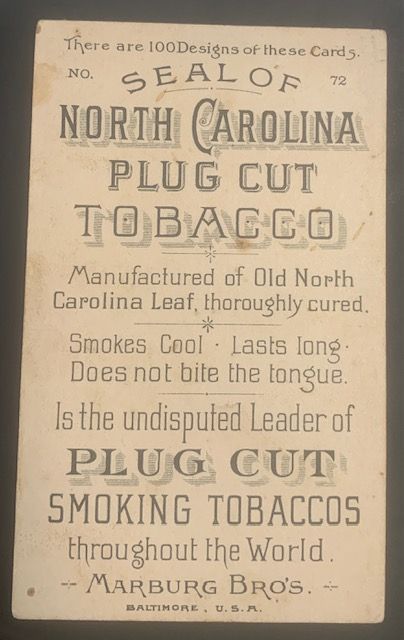 There are 100 Designs of these Cards.
NO. SEAL OF 72
NORTH CAROLINA
PLUG CUT
TOBACCO
Manufactured of Old North
Carolina Leaf, thoroughly cured.
Smokes Cool · Lasts long ·
Does not bite the tongue.
Is the undisputed Leader of
PLUG CUT
SMOKING TOBACCOS
throughout the World.
-- MARBURG BRO'S. --
BALTIMORE, U.S.A.